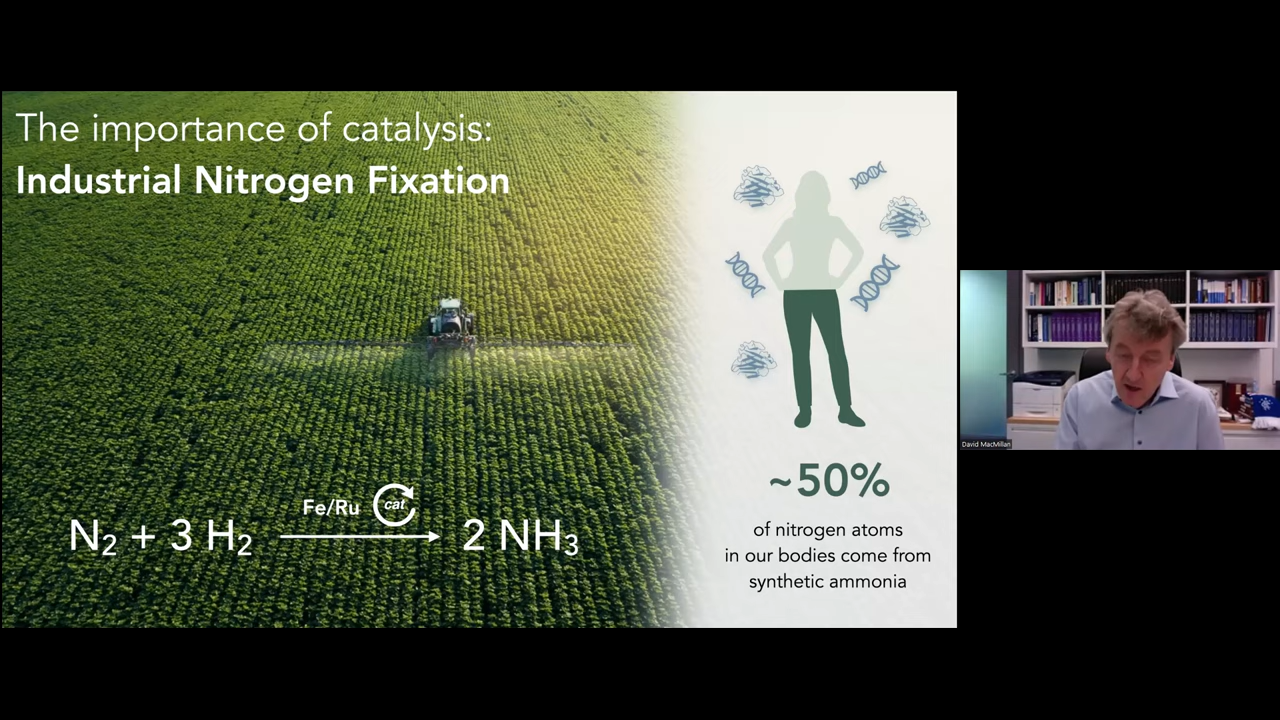 The importance of catalysis:
Industrial Nitrogen Fixation
Fe/Ru cat
N₂ + 3 H₂ 2 NH₃
~50%
of nitrogen atoms
in our bodies come from
synthetic ammonia
David MacMillan